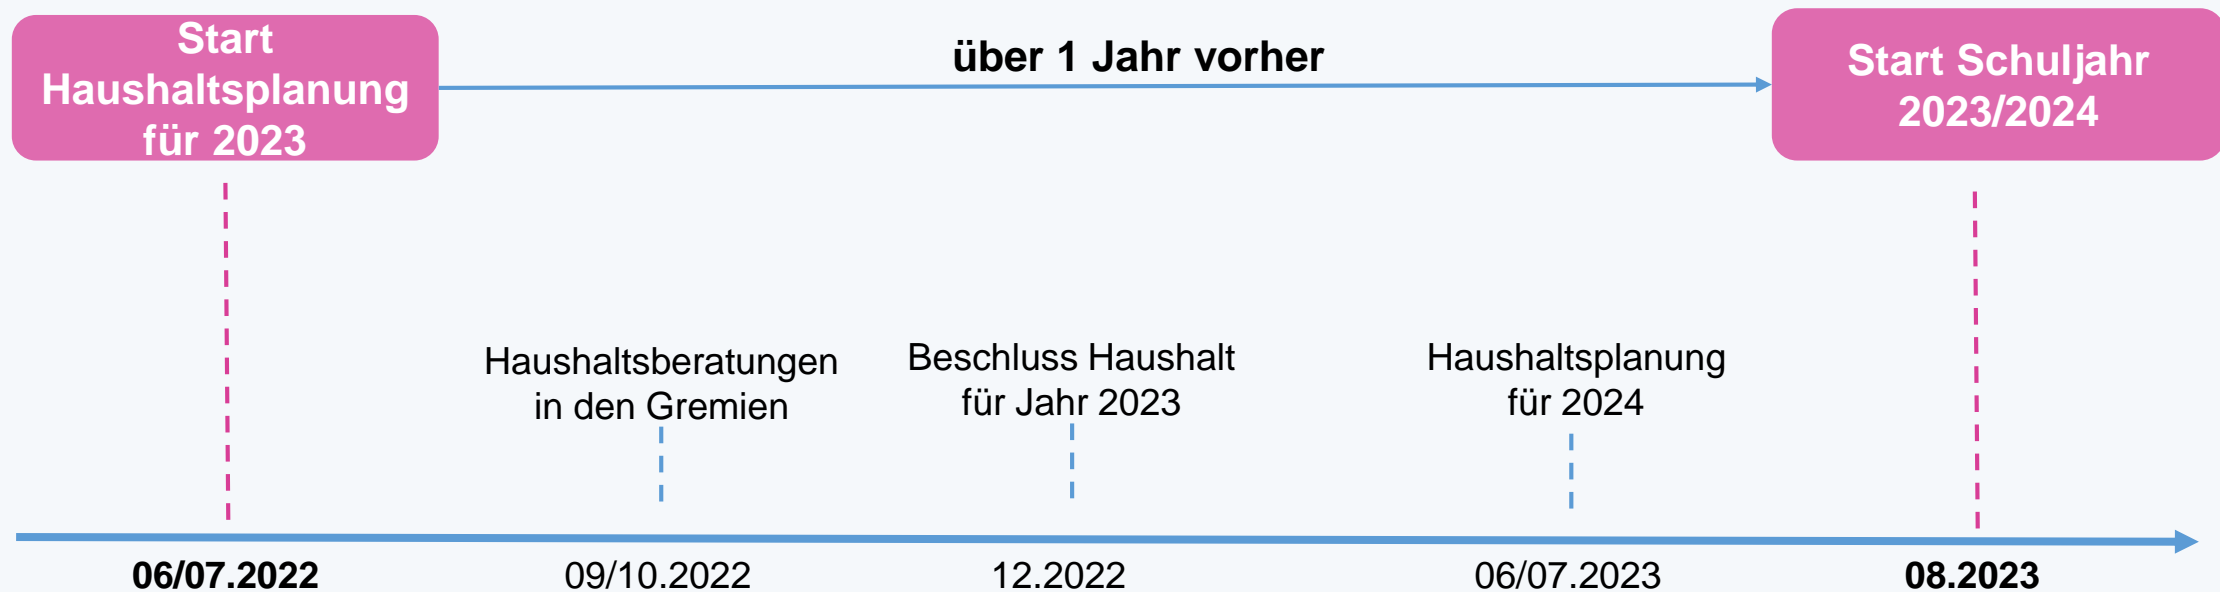 Start
Haushaltsplanung
für 2023
über 1 Jahr vorher
Start Schuljahr
2023/2024
Haushaltsberatungen
in den Gremien
Beschluss Haushalt
für Jahr 2023
Haushaltsplanung
für 2024
06/07.2022
09/10.2022
12.2022
06/07.2023
08.2023